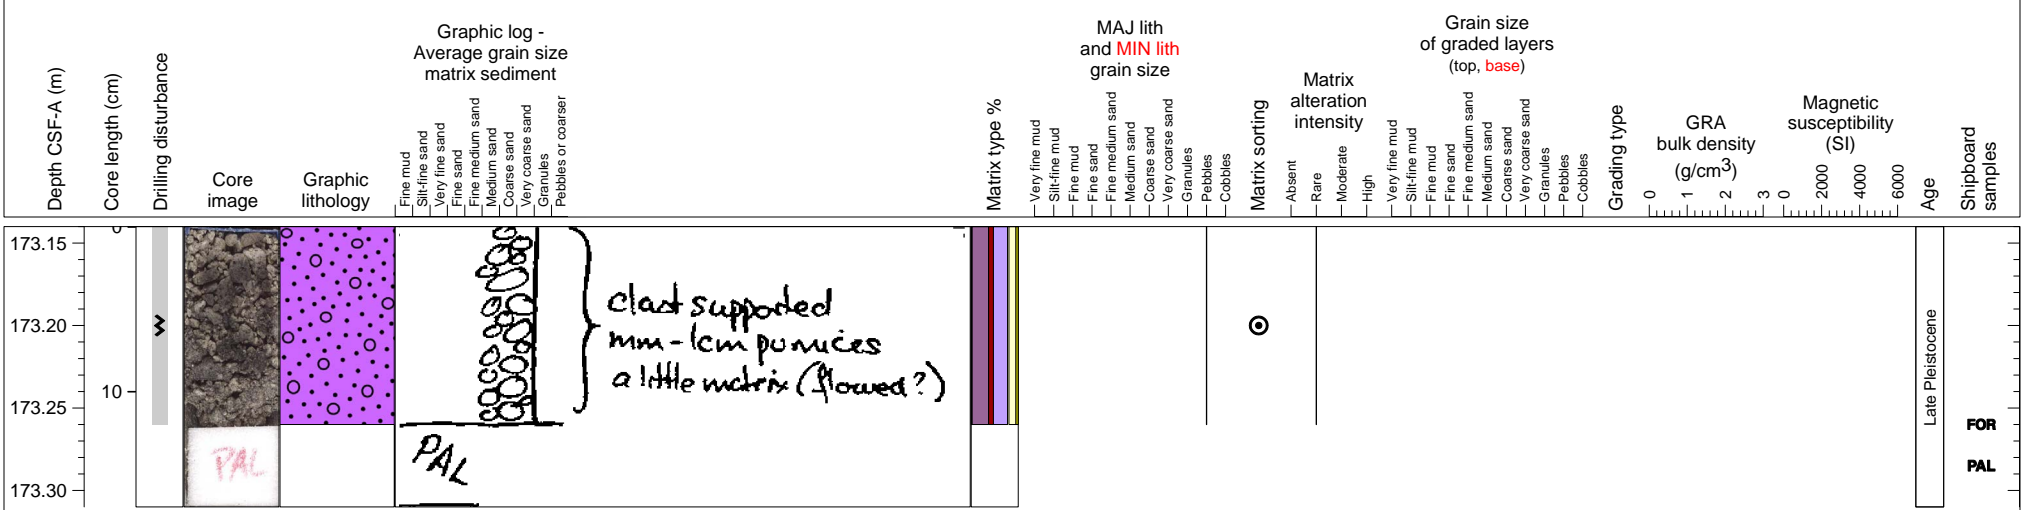 Depth CSF-A (m)
Core length (cm)
Drilling disturbance
Core
image
Graphic
lithology
Graphic log -
Average grain size
matrix sediment
Fine mud
Silt-fine sand
Very fine sand
Fine sand
Fine medium sand
Medium sand
Coarse sand
Very coarse sand
Granules
Pebbles or coarser
Matrix type %
MAJ lith
and MIN lith
grain size
Very fine mud
Silt-fine mud
Fine mud
Fine sand
Fine medium sand
Medium sand
Coarse sand
Very coarse sand
Granules
Pebbles
Cobbles
Matrix sorting
Matrix
alteration
intensity
Absent
Rare
Moderate
High
Grain size
of graded layers
(top, base)
Very fine mud
Silt-fine mud
Fine mud
Fine sand
Fine medium sand
Medium sand
Coarse sand
Very coarse sand
Granules
Pebbles
Cobbles
Grading type
GRA
bulk density
(g/cm3)
0 1 2 3
Magnetic
susceptibility
(SI)
0 2000 4000 6000
Age
Shipboard
samples
173.15
173.20
173.25
173.30
0
10
PAL
clast supported
mm-1cm pumices
a little matrix (flowed?)
PAL
Late Pleistocene
FOR
PAL